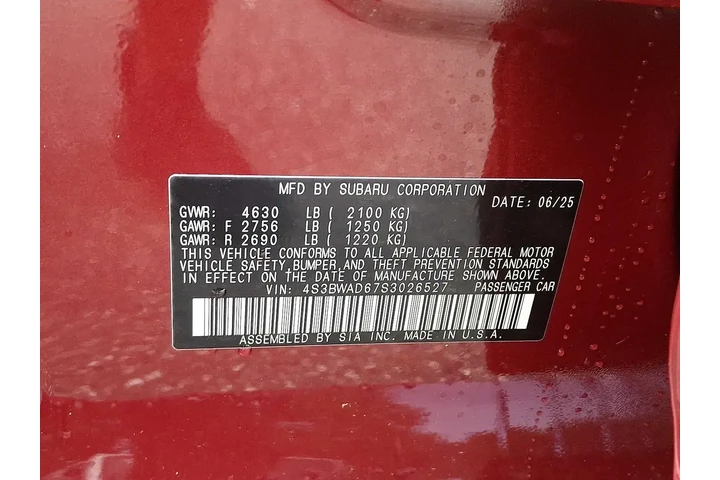 MFD BY SUBARU CORPORATION
DATE: 06/25
GVWR: 4630 LB ( 2100 KG)
GAWR: F 2756 LB ( 1250 KG)
GAWR: R 2690 LB ( 1220 KG)
THIS VEHICLE CONFORMS TO ALL APPLICABLE FEDERAL MOTOR
VEHICLE SAFETY, BUMPER, AND THEFT PREVENTION STANDARDS
IN EFFECT ON THE DATE OF MANUFACTURE SHOWN ABOVE.
VIN: 4S3BWAD67S3026527 PASSENGER CAR
ASSEMBLED BY SIA INC. MADE IN U.S.A.